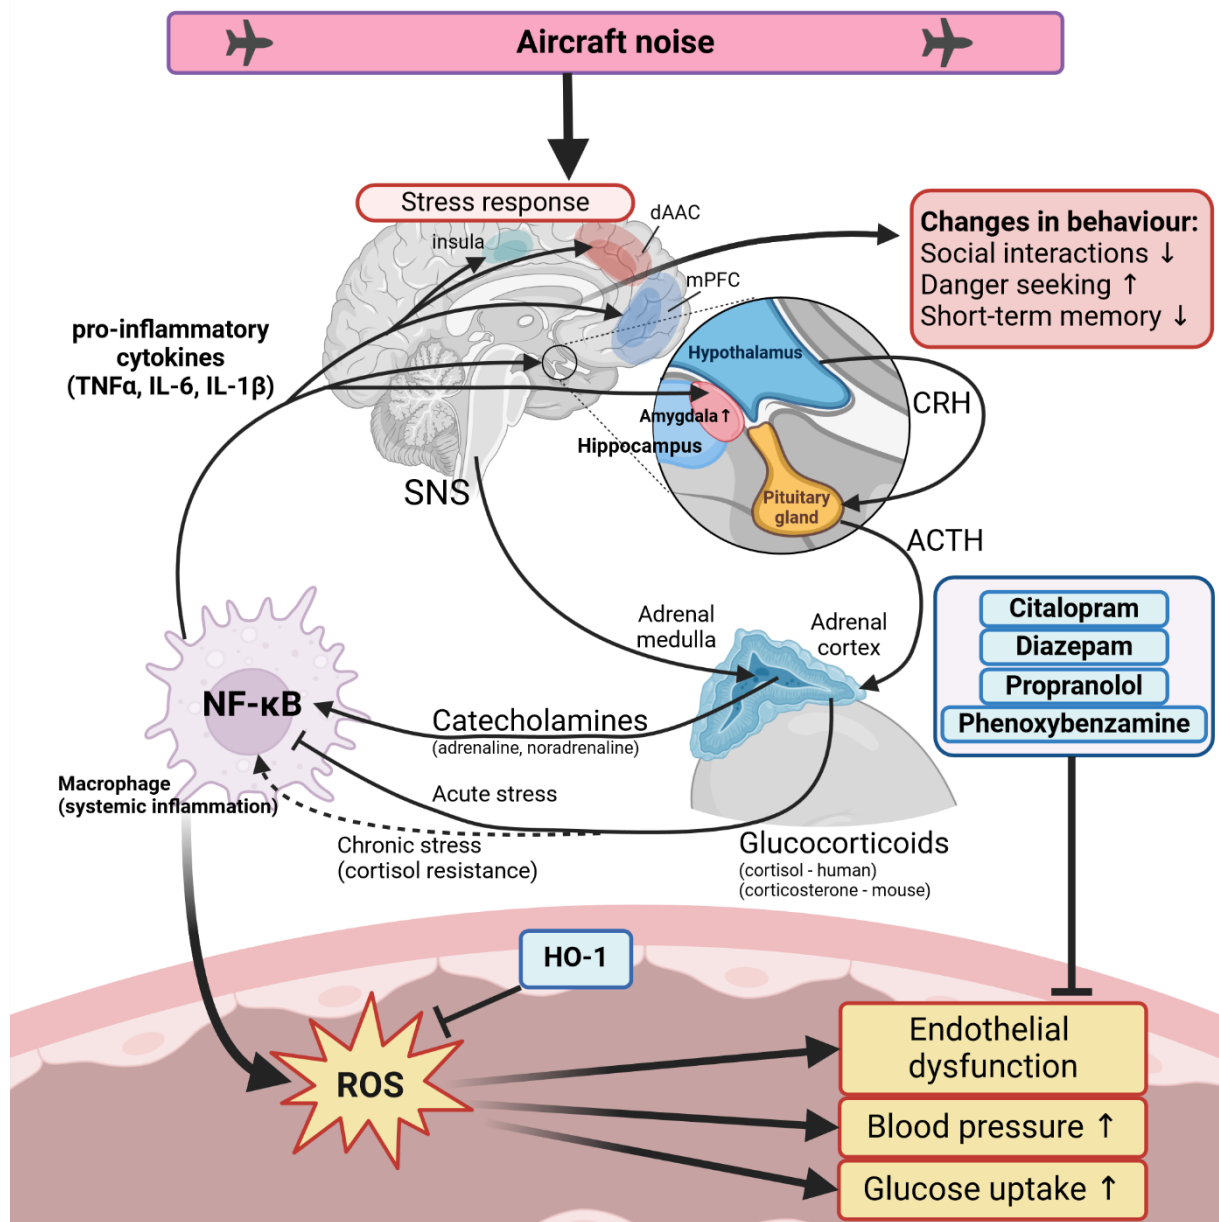 Aircraft noise
Stress response
dAAC
insula
mPFC
Changes in behaviour:
Social interactions ↓
Danger seeking ↑
Short-term memory ↓
pro-inflammatory
cytokines
(TNFα, IL-6, IL-1β)
Hypothalamus
CRH
Amygdala↑
Hippocampus
SNS
Pituitary
gland
ACTH
Citalopram
Diazepam
Propranolol
Phenoxybenzamine
Adrenal
medulla
Adrenal
cortex
NF-κB
Catecholamines
(adrenaline, noradrenaline)
Macrophage
(systemic inflammation)
Acute stress
Chronic stress
(cortisol resistance)
Glucocorticoids
(cortisol - human)
(corticosterone - mouse)
HO-1
ROS
Endothelial
dysfunction
Blood pressure ↑
Glucose uptake ↑